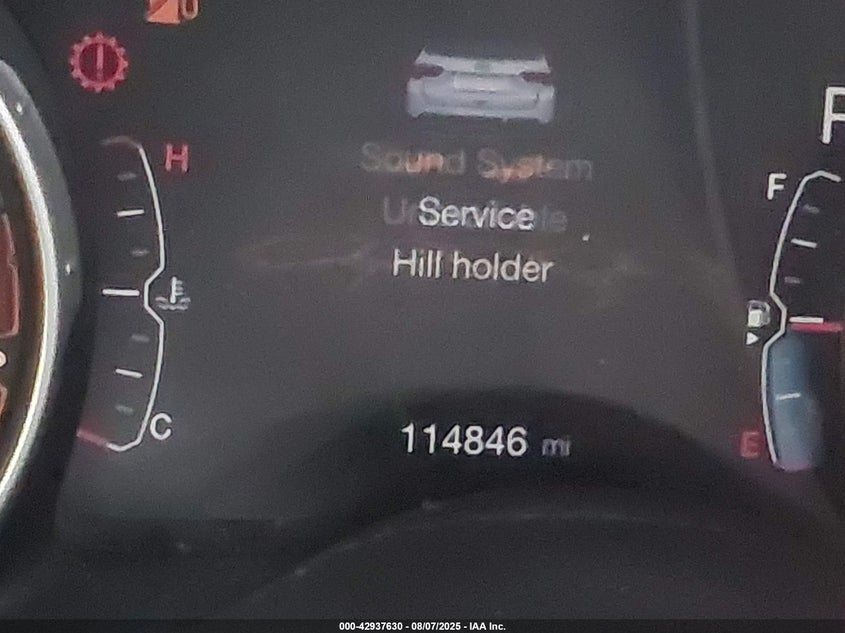 H
Sound System
Service
Hill holder
F
C
114846 mi
E
000-42937630 - 08/07/2025 - IAA Inc.